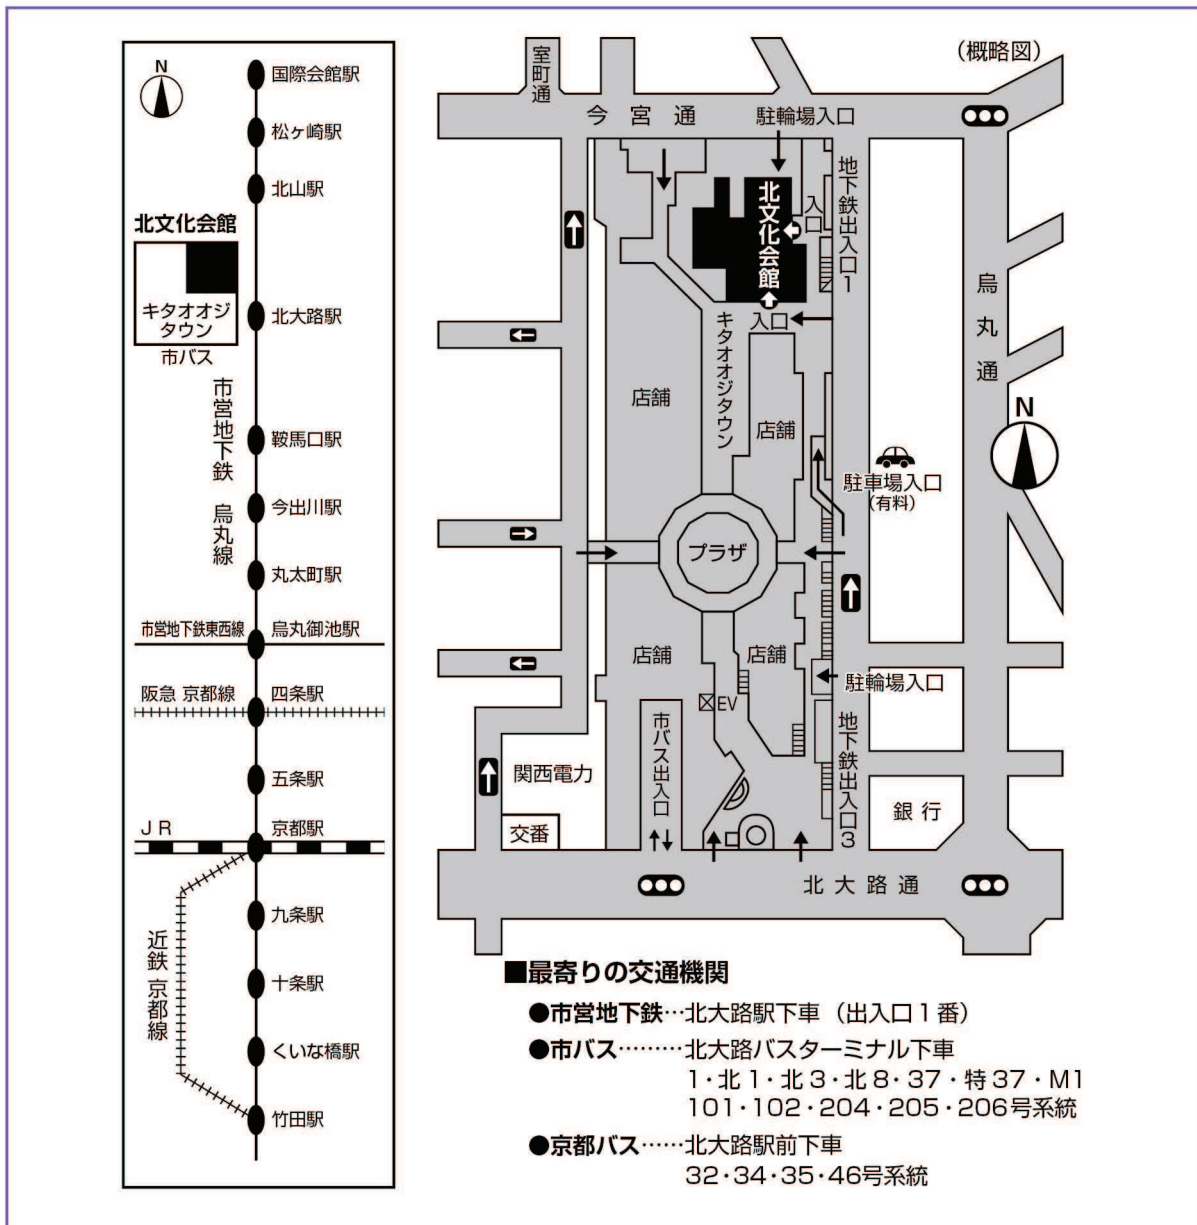 N
国際会館駅
松ヶ崎駅
北山駅
北文化会館
キタオオジ
タウン
市バス
北大路駅
市営地下鉄 烏丸線
鞍馬口駅
今出川駅
丸太町駅
市営地下鉄東西線
烏丸御池駅
阪急 京都線
四条駅
五条駅
JR
京都駅
近鉄 京都線
九条駅
十条駅
くいな橋駅
竹田駅
(概略図)
室町通
今宮通
駐輪場入口
地下鉄出入口1
北文化会館
入口
入口
烏丸通
キタオオジタウン
店舗
店舗
N
駐車場入口
(有料)
プラザ
店舗
店舗
駐輪場入口
EV
市バス出入口
地下鉄出入口3
関西電力
交番
銀行
北大路通
■最寄りの交通機関
●市営地下鉄…北大路駅下車 (出入口1番)
●市バス………北大路バスターミナル下車
1・北1・北3・北8・37・特37・M1
101・102・204・205・206号系統
●京都バス……北大路駅前下車
32・34・35・46号系統